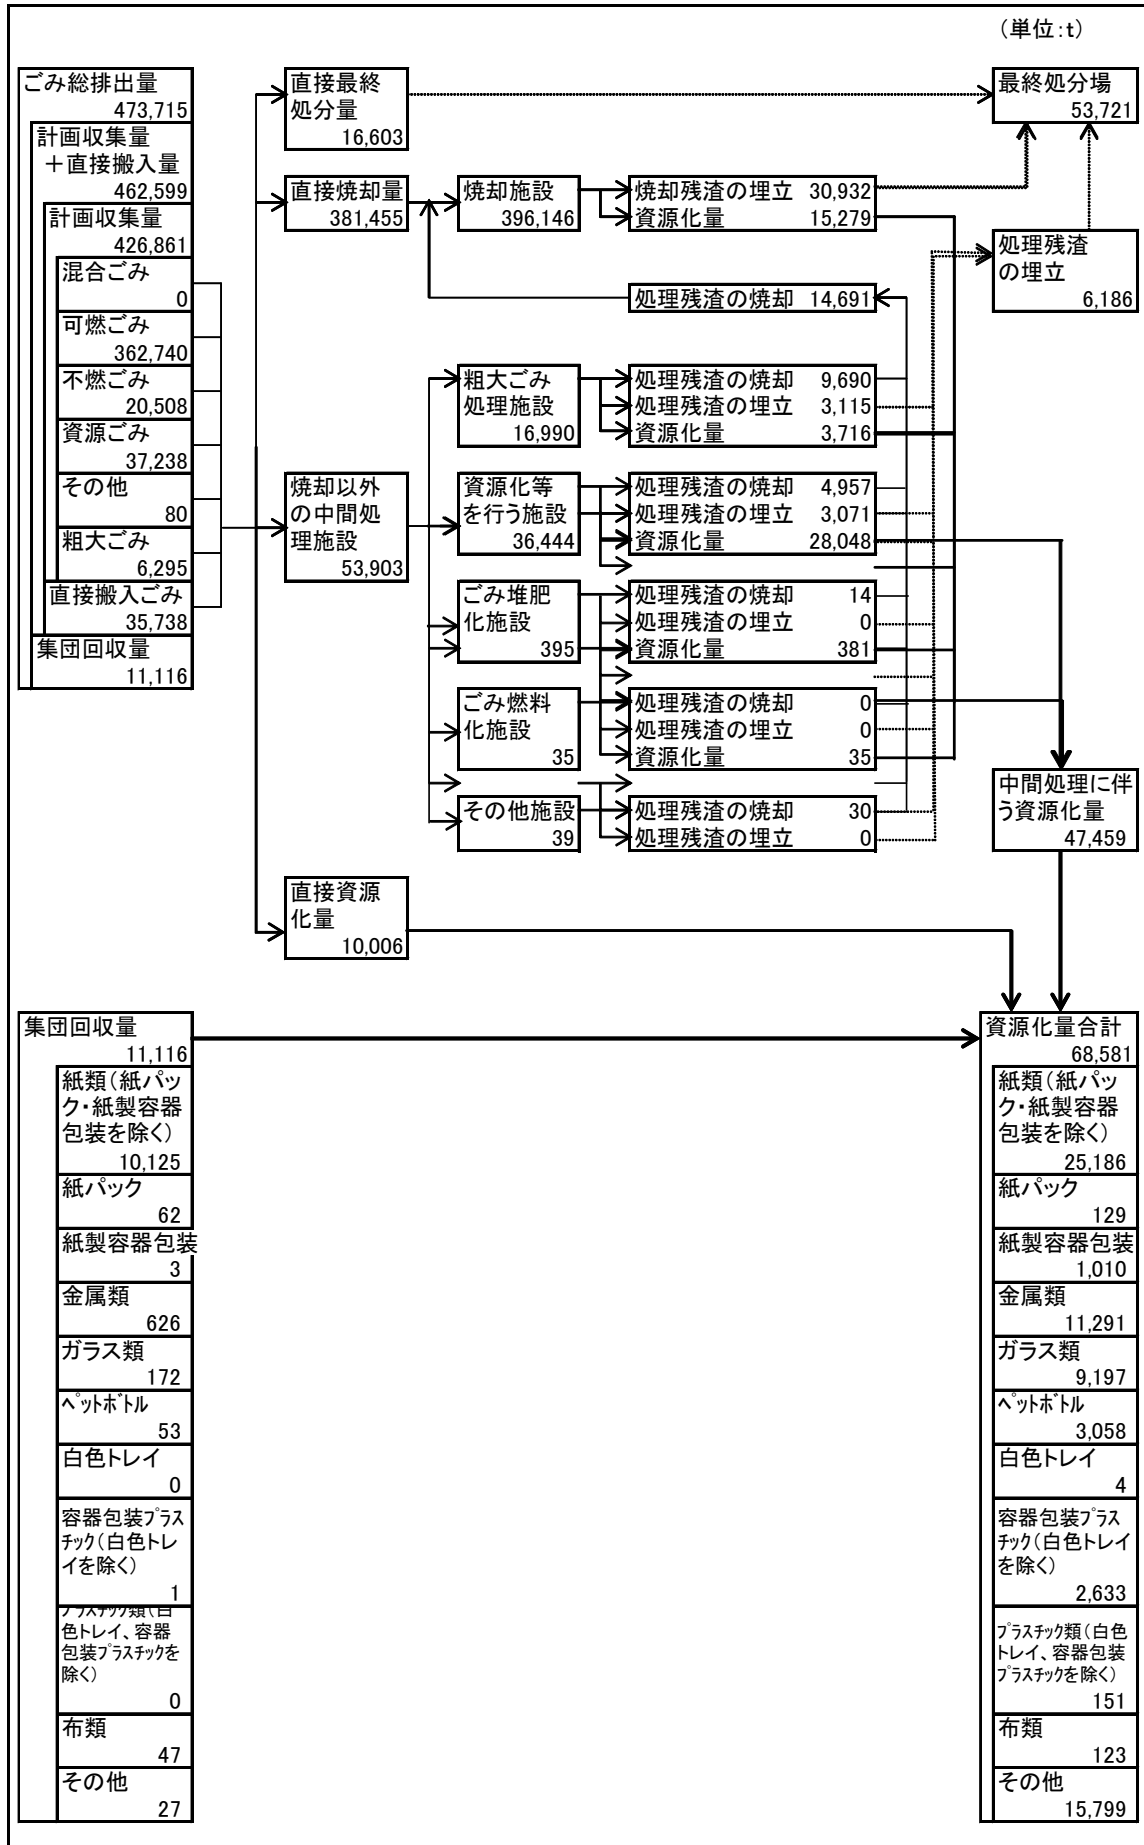 （単位:t）
ごみ総排出量
473,715
計画収集量
＋直接搬入量
462,599
計画収集量
426,861
混合ごみ
0
可燃ごみ
362,740
不燃ごみ
20,508
資源ごみ
37,238
その他
80
粗大ごみ
6,295
直接搬入ごみ
35,738
集団回収量
11,116
直接最終
処分量
16,603
直接焼却量
381,455
焼却以外
の中間処
理施設
53,903
直接資源
化量
10,006
焼却施設
396,146
粗大ごみ
処理施設
16,990
資源化等
を行う施設
36,444
ごみ堆肥
化施設
395
ごみ燃料
化施設
35
その他施設
39
焼却残渣の埋立 30,932
資源化量 15,279
処理残渣の焼却 14,691
処理残渣の焼却 9,690
処理残渣の埋立 3,115
資源化量 3,716
処理残渣の焼却 4,957
処理残渣の埋立 3,071
資源化量 28,048
処理残渣の焼却 14
処理残渣の埋立 0
資源化量 381
処理残渣の焼却 0
処理残渣の埋立 0
資源化量 35
処理残渣の焼却 30
処理残渣の埋立 0
最終処分場
53,721
処理残渣
の埋立
6,186
中間処理に伴
う資源化量
47,459
集団回収量
11,116
紙類（紙パッ
ク・紙製容器
包装を除く）
10,125
紙パック
62
紙製容器包装
3
金属類
626
ガラス類
172
ﾍﾟｯﾄﾎﾞﾄﾙ
53
白色トレイ
0
容器包装ﾌﾟﾗｽ
ﾁｯｸ（白色トレ
イを除く）
1
ﾌﾟﾗｽﾁｯｸ類（白
色トレイ、容器
包装ﾌﾟﾗｽﾁｯｸを
除く）
0
布類
47
その他
27
資源化量合計
68,581
紙類（紙パッ
ク・紙製容器
包装を除く）
25,186
紙パック
129
紙製容器包装
1,010
金属類
11,291
ガラス類
9,197
ﾍﾟｯﾄﾎﾞﾄﾙ
3,058
白色トレイ
4
容器包装ﾌﾟﾗｽ
ﾁｯｸ（白色トレイ
を除く）
2,633
ﾌﾟﾗｽﾁｯｸ類（白色
トレイ、容器包装
ﾌﾟﾗｽﾁｯｸを除く）
151
布類
123
その他
15,799